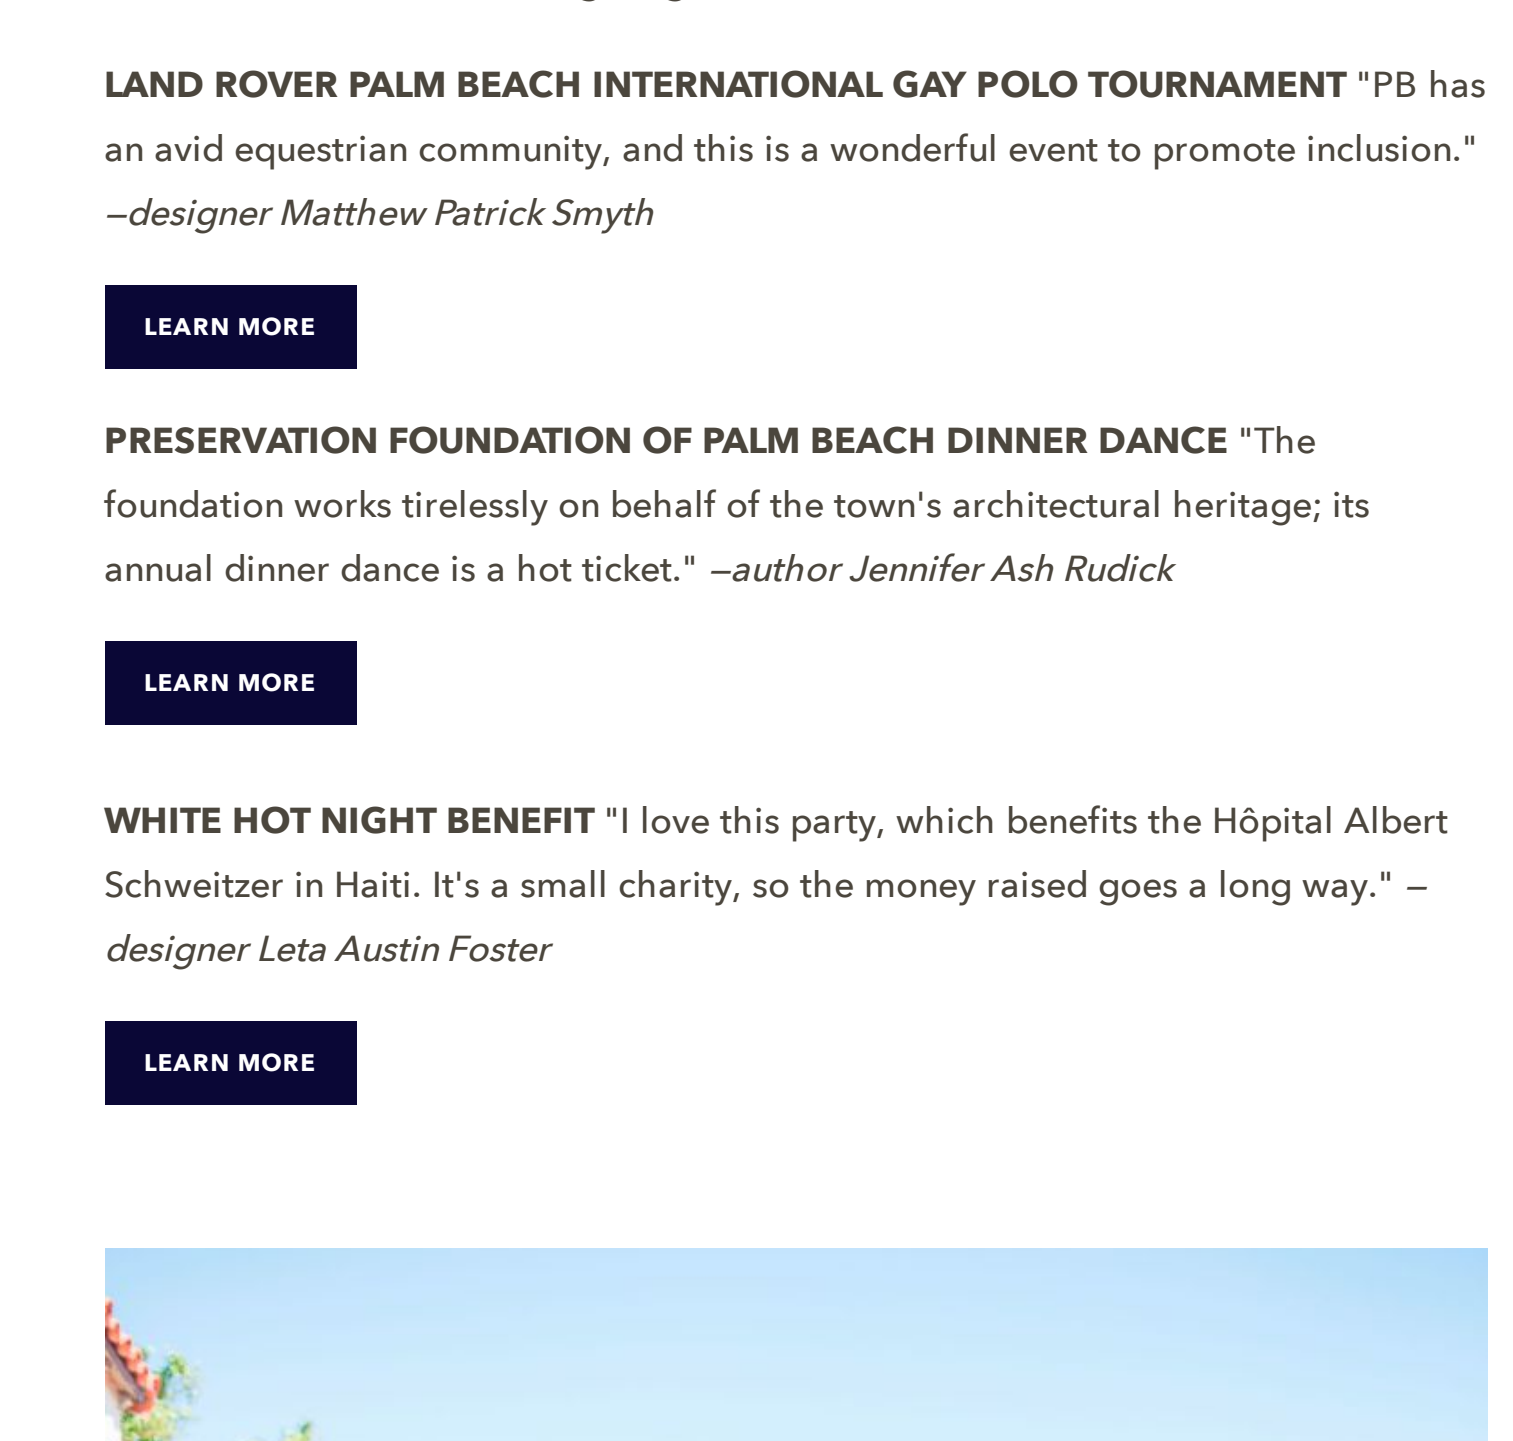 LAND ROVER PALM BEACH INTERNATIONAL GAY POLO TOURNAMENT "PB has
an avid equestrian community, and this is a wonderful event to promote inclusion."
—designer Matthew Patrick Smyth
LEARN MORE
PRESERVATION FOUNDATION OF PALM BEACH DINNER DANCE "The
foundation works tirelessly on behalf of the town's architectural heritage; its
annual dinner dance is a hot ticket." —author Jennifer Ash Rudick
LEARN MORE
WHITE HOT NIGHT BENEFIT "I love this party, which benefits the Hôpital Albert
Schweitzer in Haiti. It's a small charity, so the money raised goes a long way." —
designer Leta Austin Foster
LEARN MORE